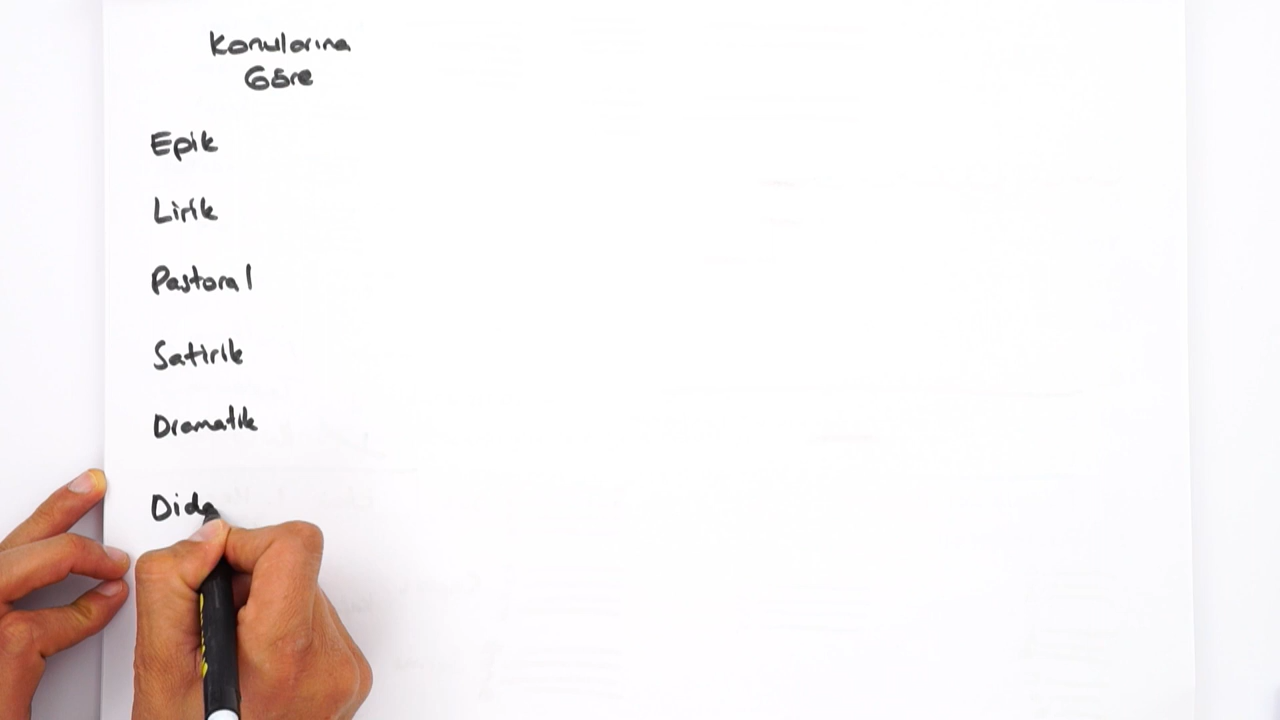 Konularına
Göre
Epik
Lirik
Pastoral
Satirik
Dramatik
Dida